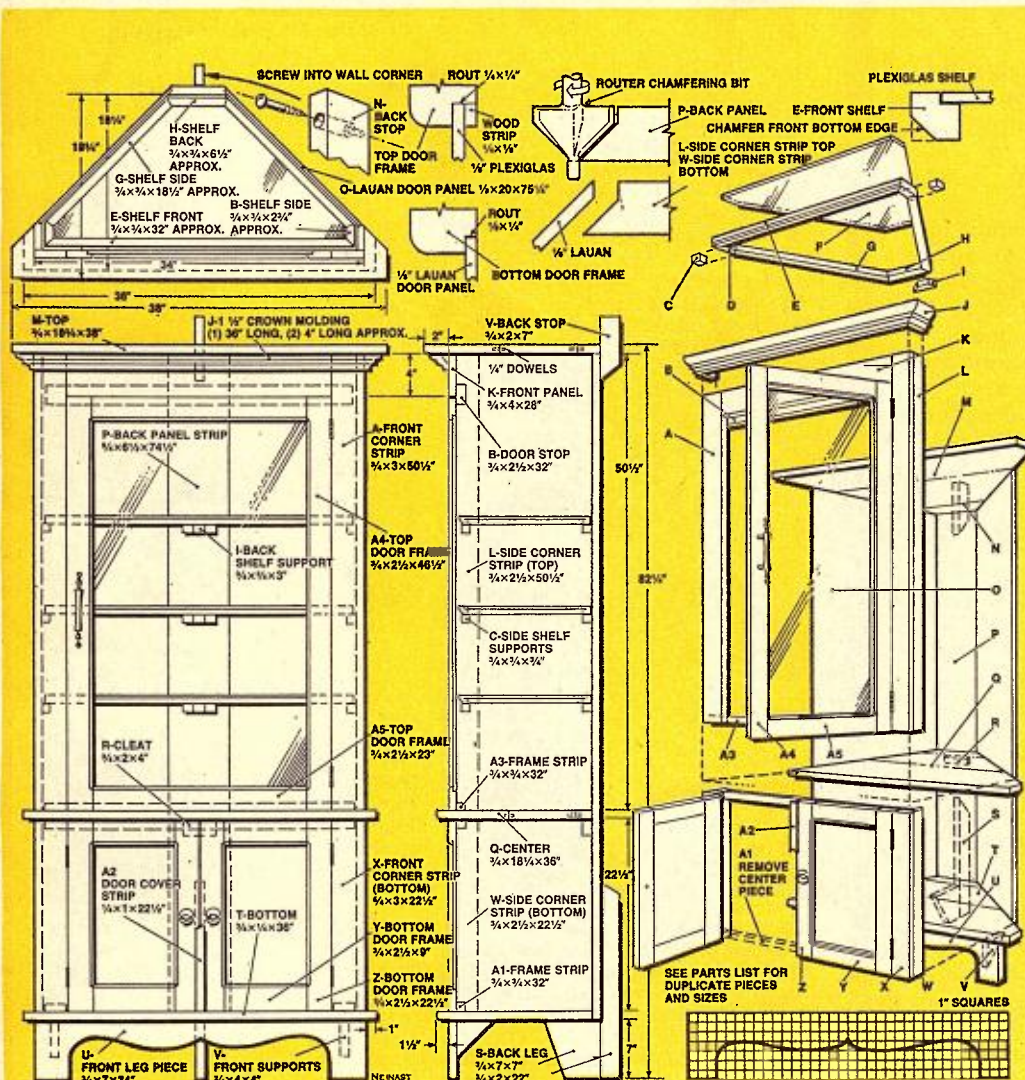 SCREW INTO WALL CORNER
ROUT ¼×¼"
ROUTER CHAMFERING BIT
PLEXIGLAS SHELF
N-
BACK
STOP
TOP DOOR
FRAME
WOOD
STRIP
⅛" PLEXIGLAS
P-BACK PANEL
E-FRONT SHELF
CHAMFER FRONT BOTTOM EDGE
L-SIDE CORNER STRIP TOP
W-SIDE CORNER STRIP
BOTTOM
H-SHELF
BACK
¾×¾×6½"
APPROX.
G-SHELF SIDE
¾×¾×18½" APPROX.
E-SHELF FRONT
¾×¾×32" APPROX.
B-SHELF SIDE
¾×¾×2¾"
APPROX.
O-LAUAN DOOR PANEL
ROUT
⅛" LAUAN
DOOR PANEL
BOTTOM DOOR FRAME
⅛" LAUAN
F
G
H
I
C
D
E
34"
36"
38"
M-TOP
J-1 ½" CROWN MOLDING
(1) 36" LONG, (2) 4" LONG APPROX.
2"
4"
V-BACK STOP
¾×2×7"
¼" DOWELS
K-FRONT PANEL
¾×4×28"
B-DOOR STOP
¾×2½×32"
J
K
L
M
B
A
P-BACK PANEL STRIP
¾×6½×74½"
A-FRONT
CORNER
STRIP
¾×3×50½"
50½"
I-BACK
SHELF SUPPORT
¾×¾×3"
A4-TOP
DOOR FRAME
¾×2½×46½"
L-SIDE CORNER
STRIP (TOP)
¾×2½×50½"
82¼"
C-SIDE SHELF
SUPPORTS
¾×¾×¾"
N
O
P
Q
R
R-CLEAT
¾×2×4"
A5-TOP
DOOR FRAME
¾×2½×23"
A3-FRAME STRIP
¾×¾×32"
A3
A4
A5
Q-CENTER
¾×18¼×36"
22½"
A2
DOOR COVER
STRIP
¼×1×22½"
T-BOTTOM
X-FRONT
CORNER STRIP
(BOTTOM)
Y-BOTTOM
DOOR FRAME
¾×2½×9"
Z-BOTTOM
DOOR FRAME
W-SIDE CORNER
STRIP (BOTTOM)
¾×2½×22½"
A1-FRAME STRIP
¾×¾×32"
A2
A1
REMOVE
CENTER
PIECE
S
T
U
Z
Y
X
W
V
SEE PARTS LIST FOR
DUPLICATE PIECES
AND SIZES
1" SQUARES
1"
1½"
7"
U-
FRONT LEG PIECE
V-
FRONT SUPPORTS
S-BACK LEG
¾×7×7"
¾×2×22"